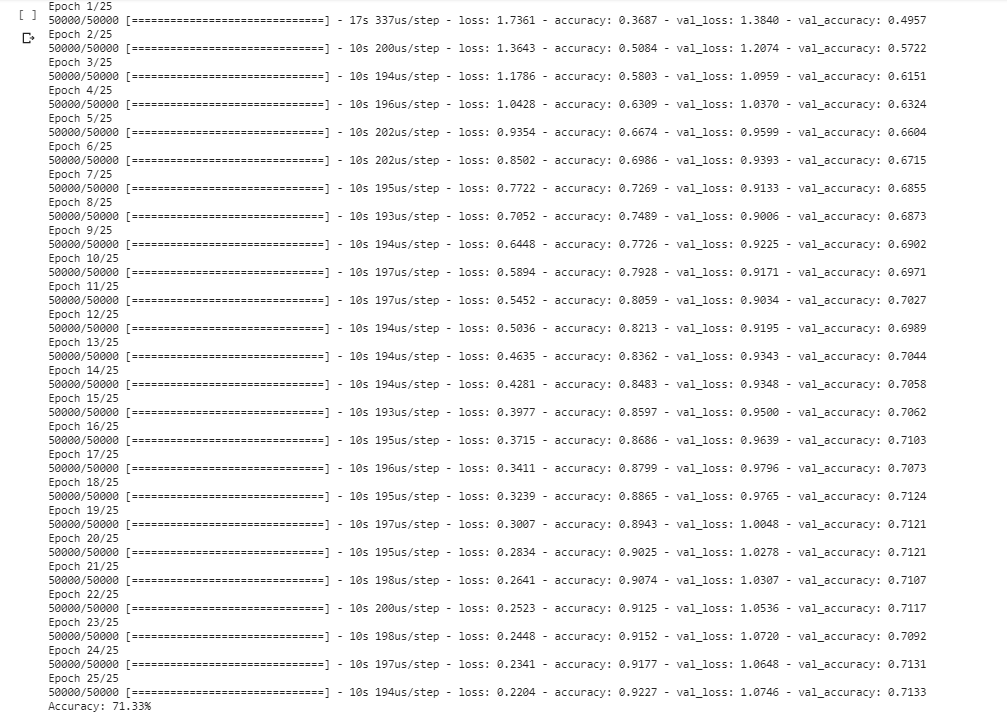 [ ]
Epoch 1/25
50000/50000 [==============================] - 17s 337us/step - loss: 1.7361 - accuracy: 0.3687 - val_loss: 1.3840 - val_accuracy: 0.4957
Epoch 2/25
50000/50000 [==============================] - 10s 200us/step - loss: 1.3643 - accuracy: 0.5084 - val_loss: 1.2074 - val_accuracy: 0.5722
Epoch 3/25
50000/50000 [==============================] - 10s 194us/step - loss: 1.1786 - accuracy: 0.5803 - val_loss: 1.0959 - val_accuracy: 0.6151
Epoch 4/25
50000/50000 [==============================] - 10s 196us/step - loss: 1.0428 - accuracy: 0.6309 - val_loss: 1.0370 - val_accuracy: 0.6324
Epoch 5/25
50000/50000 [==============================] - 10s 202us/step - loss: 0.9354 - accuracy: 0.6674 - val_loss: 0.9599 - val_accuracy: 0.6604
Epoch 6/25
50000/50000 [==============================] - 10s 202us/step - loss: 0.8502 - accuracy: 0.6986 - val_loss: 0.9393 - val_accuracy: 0.6715
Epoch 7/25
50000/50000 [==============================] - 10s 195us/step - loss: 0.7722 - accuracy: 0.7269 - val_loss: 0.9133 - val_accuracy: 0.6855
Epoch 8/25
50000/50000 [==============================] - 10s 193us/step - loss: 0.7052 - accuracy: 0.7489 - val_loss: 0.9006 - val_accuracy: 0.6873
Epoch 9/25
50000/50000 [==============================] - 10s 194us/step - loss: 0.6448 - accuracy: 0.7726 - val_loss: 0.9225 - val_accuracy: 0.6902
Epoch 10/25
50000/50000 [==============================] - 10s 197us/step - loss: 0.5894 - accuracy: 0.7928 - val_loss: 0.9171 - val_accuracy: 0.6971
Epoch 11/25
50000/50000 [==============================] - 10s 197us/step - loss: 0.5452 - accuracy: 0.8059 - val_loss: 0.9034 - val_accuracy: 0.7027
Epoch 12/25
50000/50000 [==============================] - 10s 194us/step - loss: 0.5036 - accuracy: 0.8213 - val_loss: 0.9195 - val_accuracy: 0.6989
Epoch 13/25
50000/50000 [==============================] - 10s 194us/step - loss: 0.4635 - accuracy: 0.8362 - val_loss: 0.9343 - val_accuracy: 0.7044
Epoch 14/25
50000/50000 [==============================] - 10s 194us/step - loss: 0.4281 - accuracy: 0.8483 - val_loss: 0.9348 - val_accuracy: 0.7058
Epoch 15/25
50000/50000 [==============================] - 10s 193us/step - loss: 0.3977 - accuracy: 0.8597 - val_loss: 0.9500 - val_accuracy: 0.7062
Epoch 16/25
50000/50000 [==============================] - 10s 195us/step - loss: 0.3715 - accuracy: 0.8686 - val_loss: 0.9639 - val_accuracy: 0.7103
Epoch 17/25
50000/50000 [==============================] - 10s 196us/step - loss: 0.3411 - accuracy: 0.8799 - val_loss: 0.9796 - val_accuracy: 0.7073
Epoch 18/25
50000/50000 [==============================] - 10s 195us/step - loss: 0.3239 - accuracy: 0.8865 - val_loss: 0.9765 - val_accuracy: 0.7124
Epoch 19/25
50000/50000 [==============================] - 10s 197us/step - loss: 0.3007 - accuracy: 0.8943 - val_loss: 1.0048 - val_accuracy: 0.7121
Epoch 20/25
50000/50000 [==============================] - 10s 195us/step - loss: 0.2834 - accuracy: 0.9025 - val_loss: 1.0278 - val_accuracy: 0.7121
Epoch 21/25
50000/50000 [==============================] - 10s 198us/step - loss: 0.2641 - accuracy: 0.9074 - val_loss: 1.0307 - val_accuracy: 0.7107
Epoch 22/25
50000/50000 [==============================] - 10s 200us/step - loss: 0.2523 - accuracy: 0.9125 - val_loss: 1.0536 - val_accuracy: 0.7117
Epoch 23/25
50000/50000 [==============================] - 10s 198us/step - loss: 0.2448 - accuracy: 0.9152 - val_loss: 1.0720 - val_accuracy: 0.7092
Epoch 24/25
50000/50000 [==============================] - 10s 197us/step - loss: 0.2341 - accuracy: 0.9177 - val_loss: 1.0648 - val_accuracy: 0.7131
Epoch 25/25
50000/50000 [==============================] - 10s 194us/step - loss: 0.2204 - accuracy: 0.9227 - val_loss: 1.0746 - val_accuracy: 0.7133
Accuracy: 71.33%